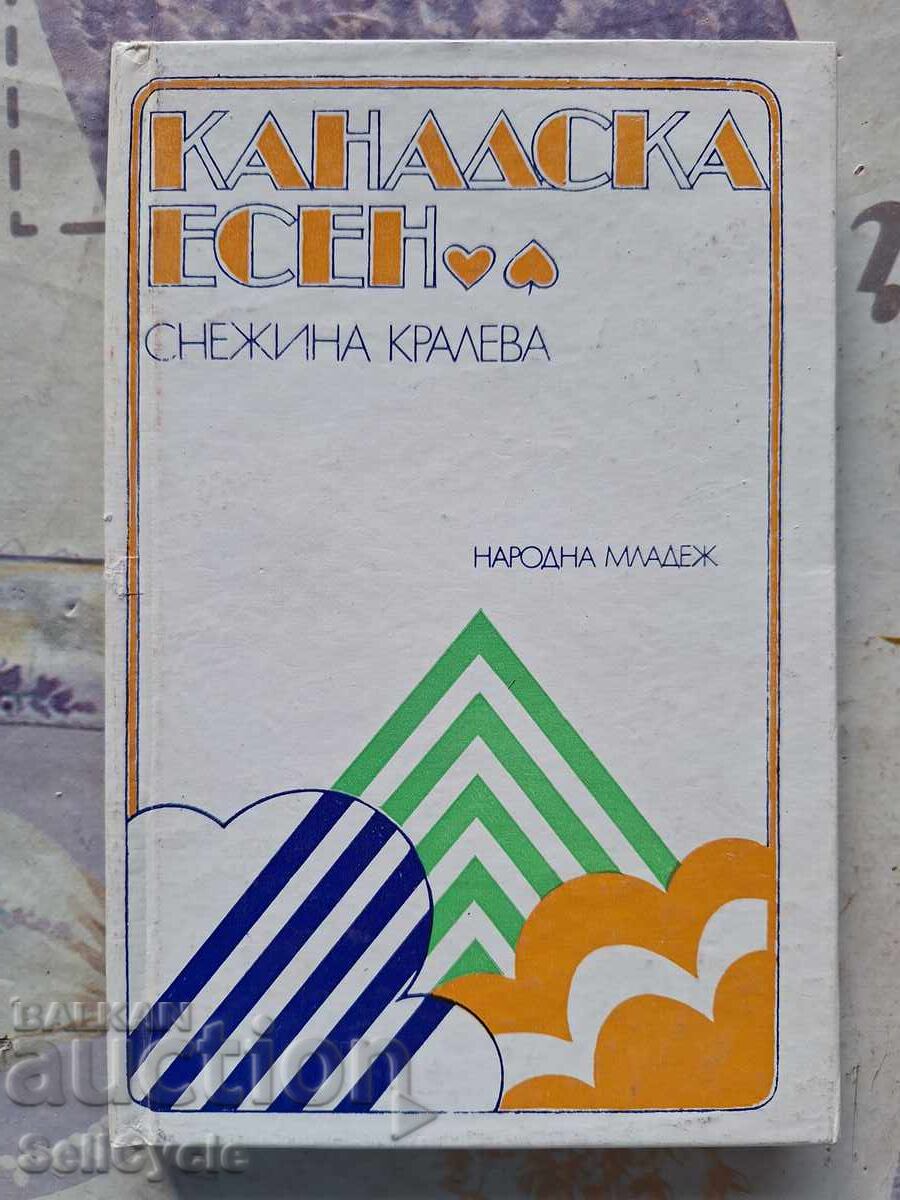 КАНАДСКА
ЕСЕН
СНЕЖИНА КРАЛЕВА
НАРОДНА МЛАДЕЖ
BALKAN
auction
SellCycle